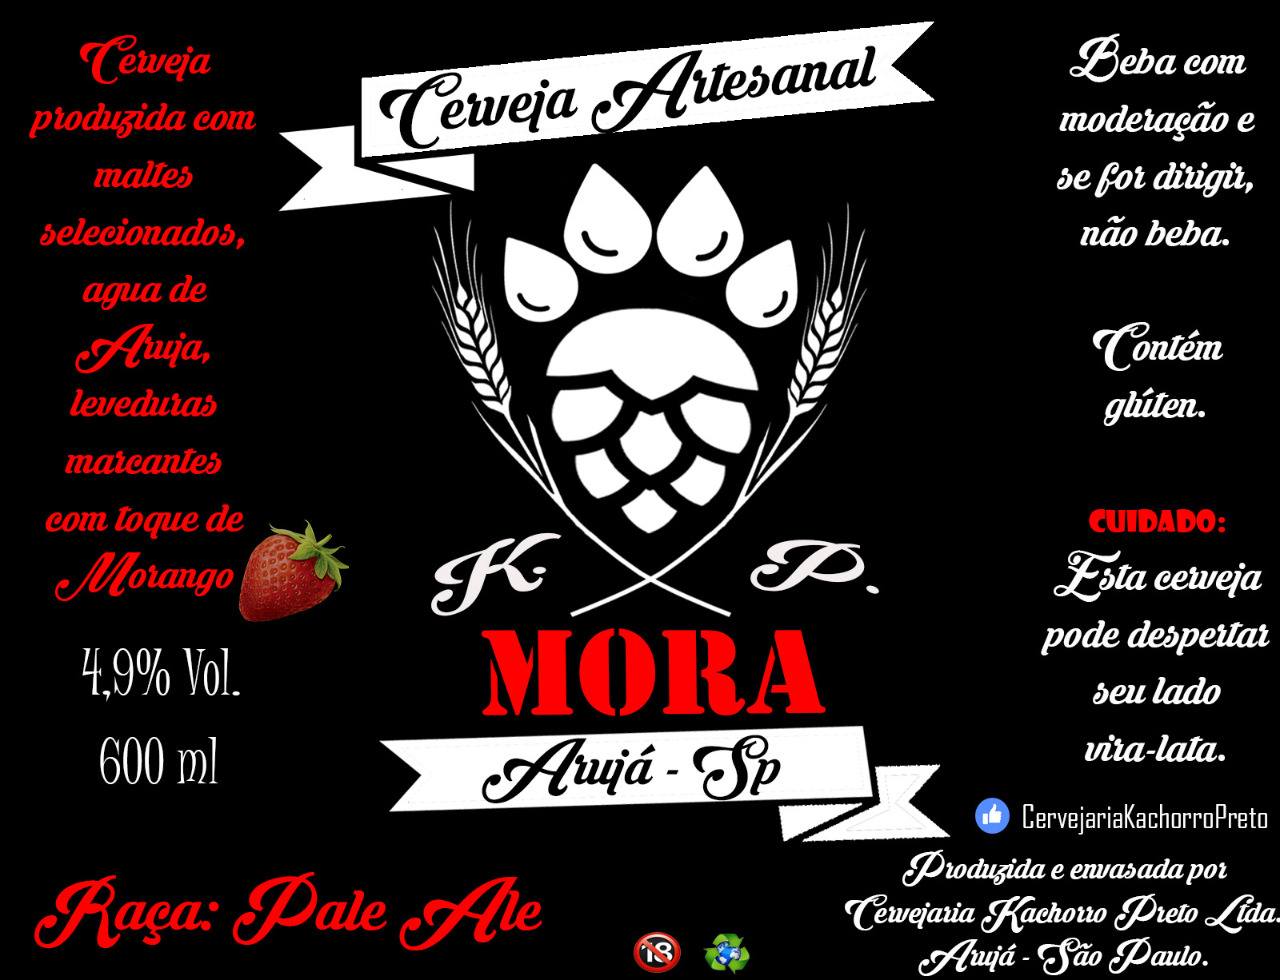 Cerveja
produzida com
maltes
selecionados,
agua de
Aruja,
leveduras
marcantes
com toque de
Morango
4,9% Vol.
600 ml
Raça: Pale Ale
Cerveja Artesanal
K. P.
MORA
Arujá - Sp
18
Beba com
moderação e
se for dirigir,
não beba.
Contém
glúten.
CUIDADO:
Esta cerveja
pode despertar
seu lado
vira-lata.
CervejariaKachorroPreto
Produzida e envasada por
Cervejaria Kachorro Preto Ltda.
Arujá - São Paulo.